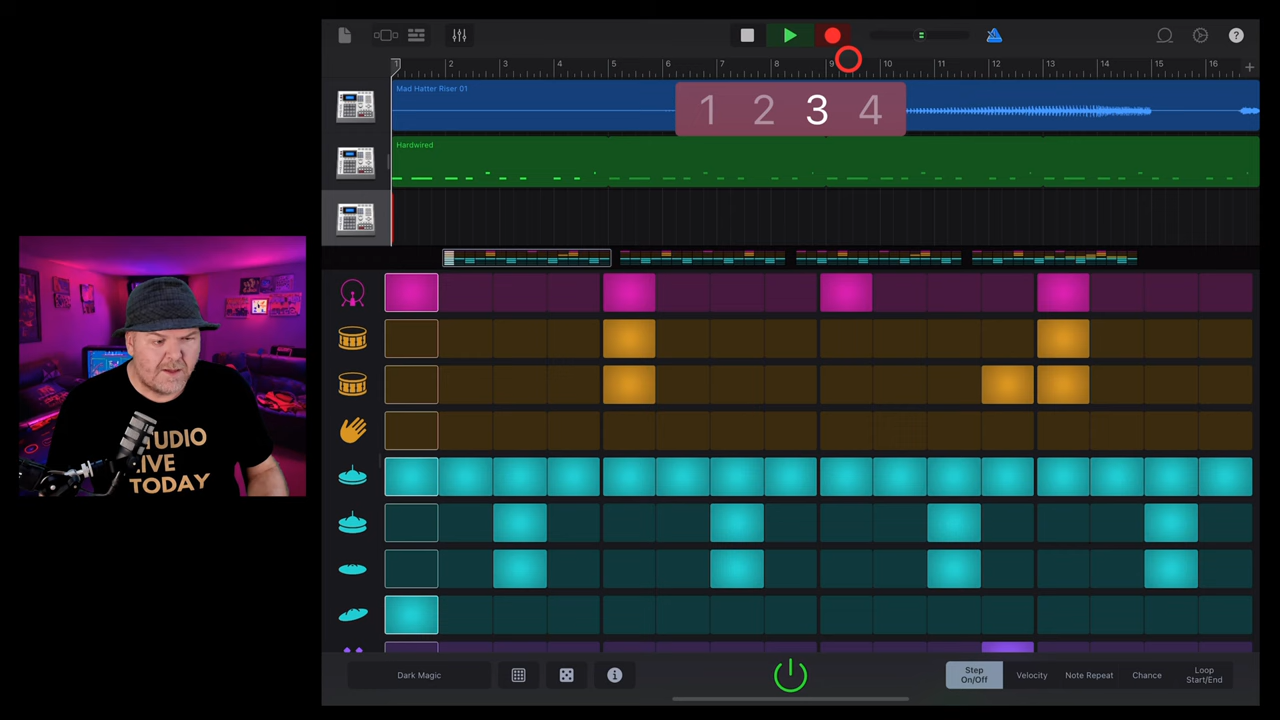 1 2 3 4 5 6 7 8 9 10 11 12 13 14 15 16
Mad Hatter Riser 01
1 2 3 4
Hardwired
TUDIO
LIVE
TODAY
Dark Magic
Step
On/Off
Velocity
Note Repeat
Chance
Loop
Start/End